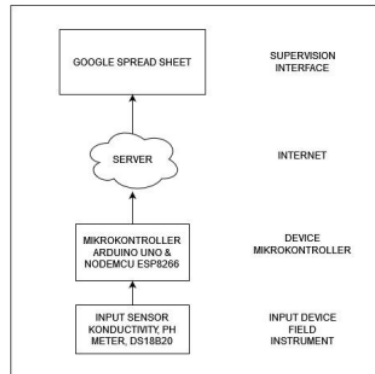 GOOGLE SPREAD SHEET
SUPERVISION
INTERFACE
SERVER
INTERNET
MIKROKONTROLLER
ARDUINO UNO &
NODEMCU ESP8266
DEVICE
MIKROKONTROLLER
INPUT SENSOR
KONDUCTIVITY, PH
METER, DS18B20
INPUT DEVICE
FIELD
INSTRUMENT